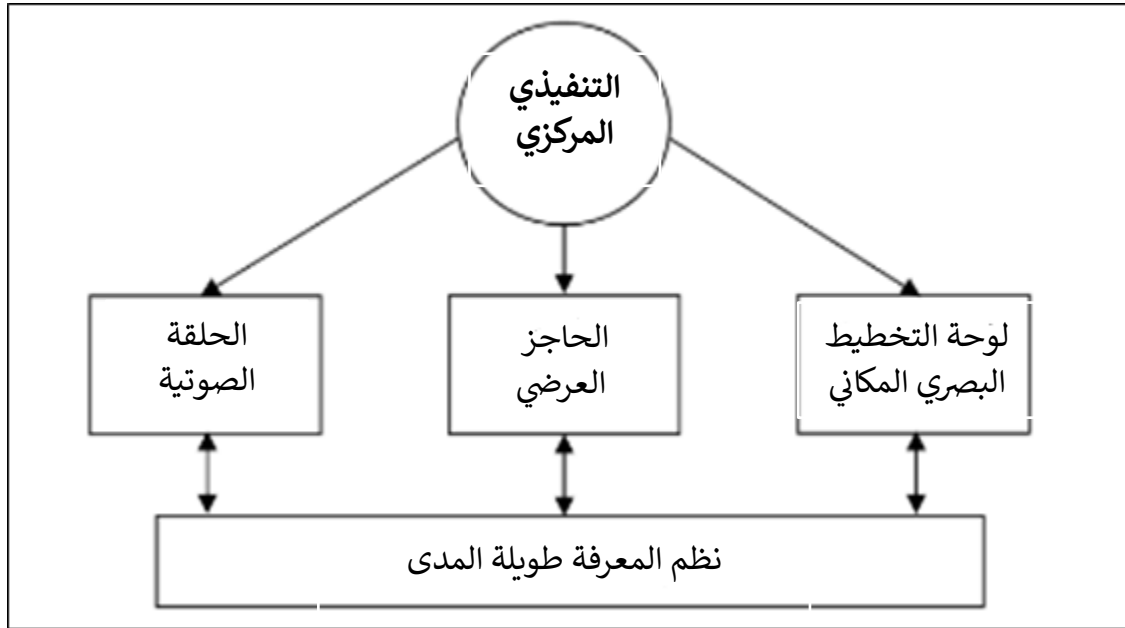 التنفيذي
المركزي
لوحة التخطيط
البصري المكاني
الحاجز
العرضي
الحلقة
الصوتية
نظم المعرفة طويلة المدى